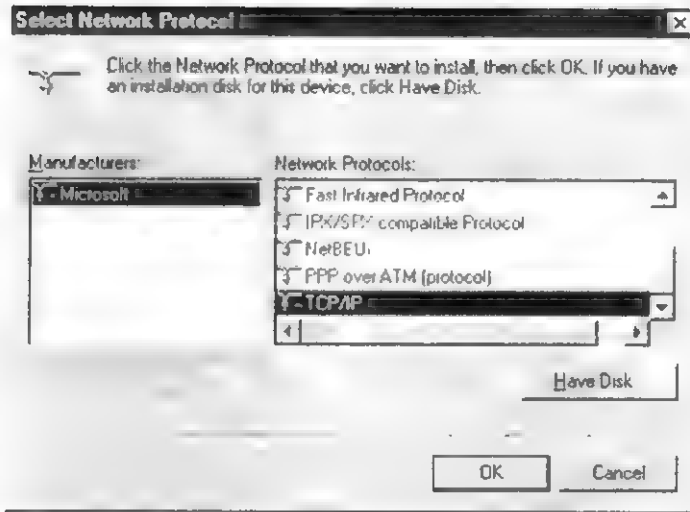 Select Network Protocol
Click the Network Protocol that you want to install, then click OK. If you have
an installation disk for this device, click Have Disk.
Manufacturers:
Network Protocols:
Microsoft
Fast Infrared Protocol
IPX/SPX compatible Protocol
NetBEUI
PPP over ATM (protocol)
TCP/IP
Have Disk
OK
Cancel